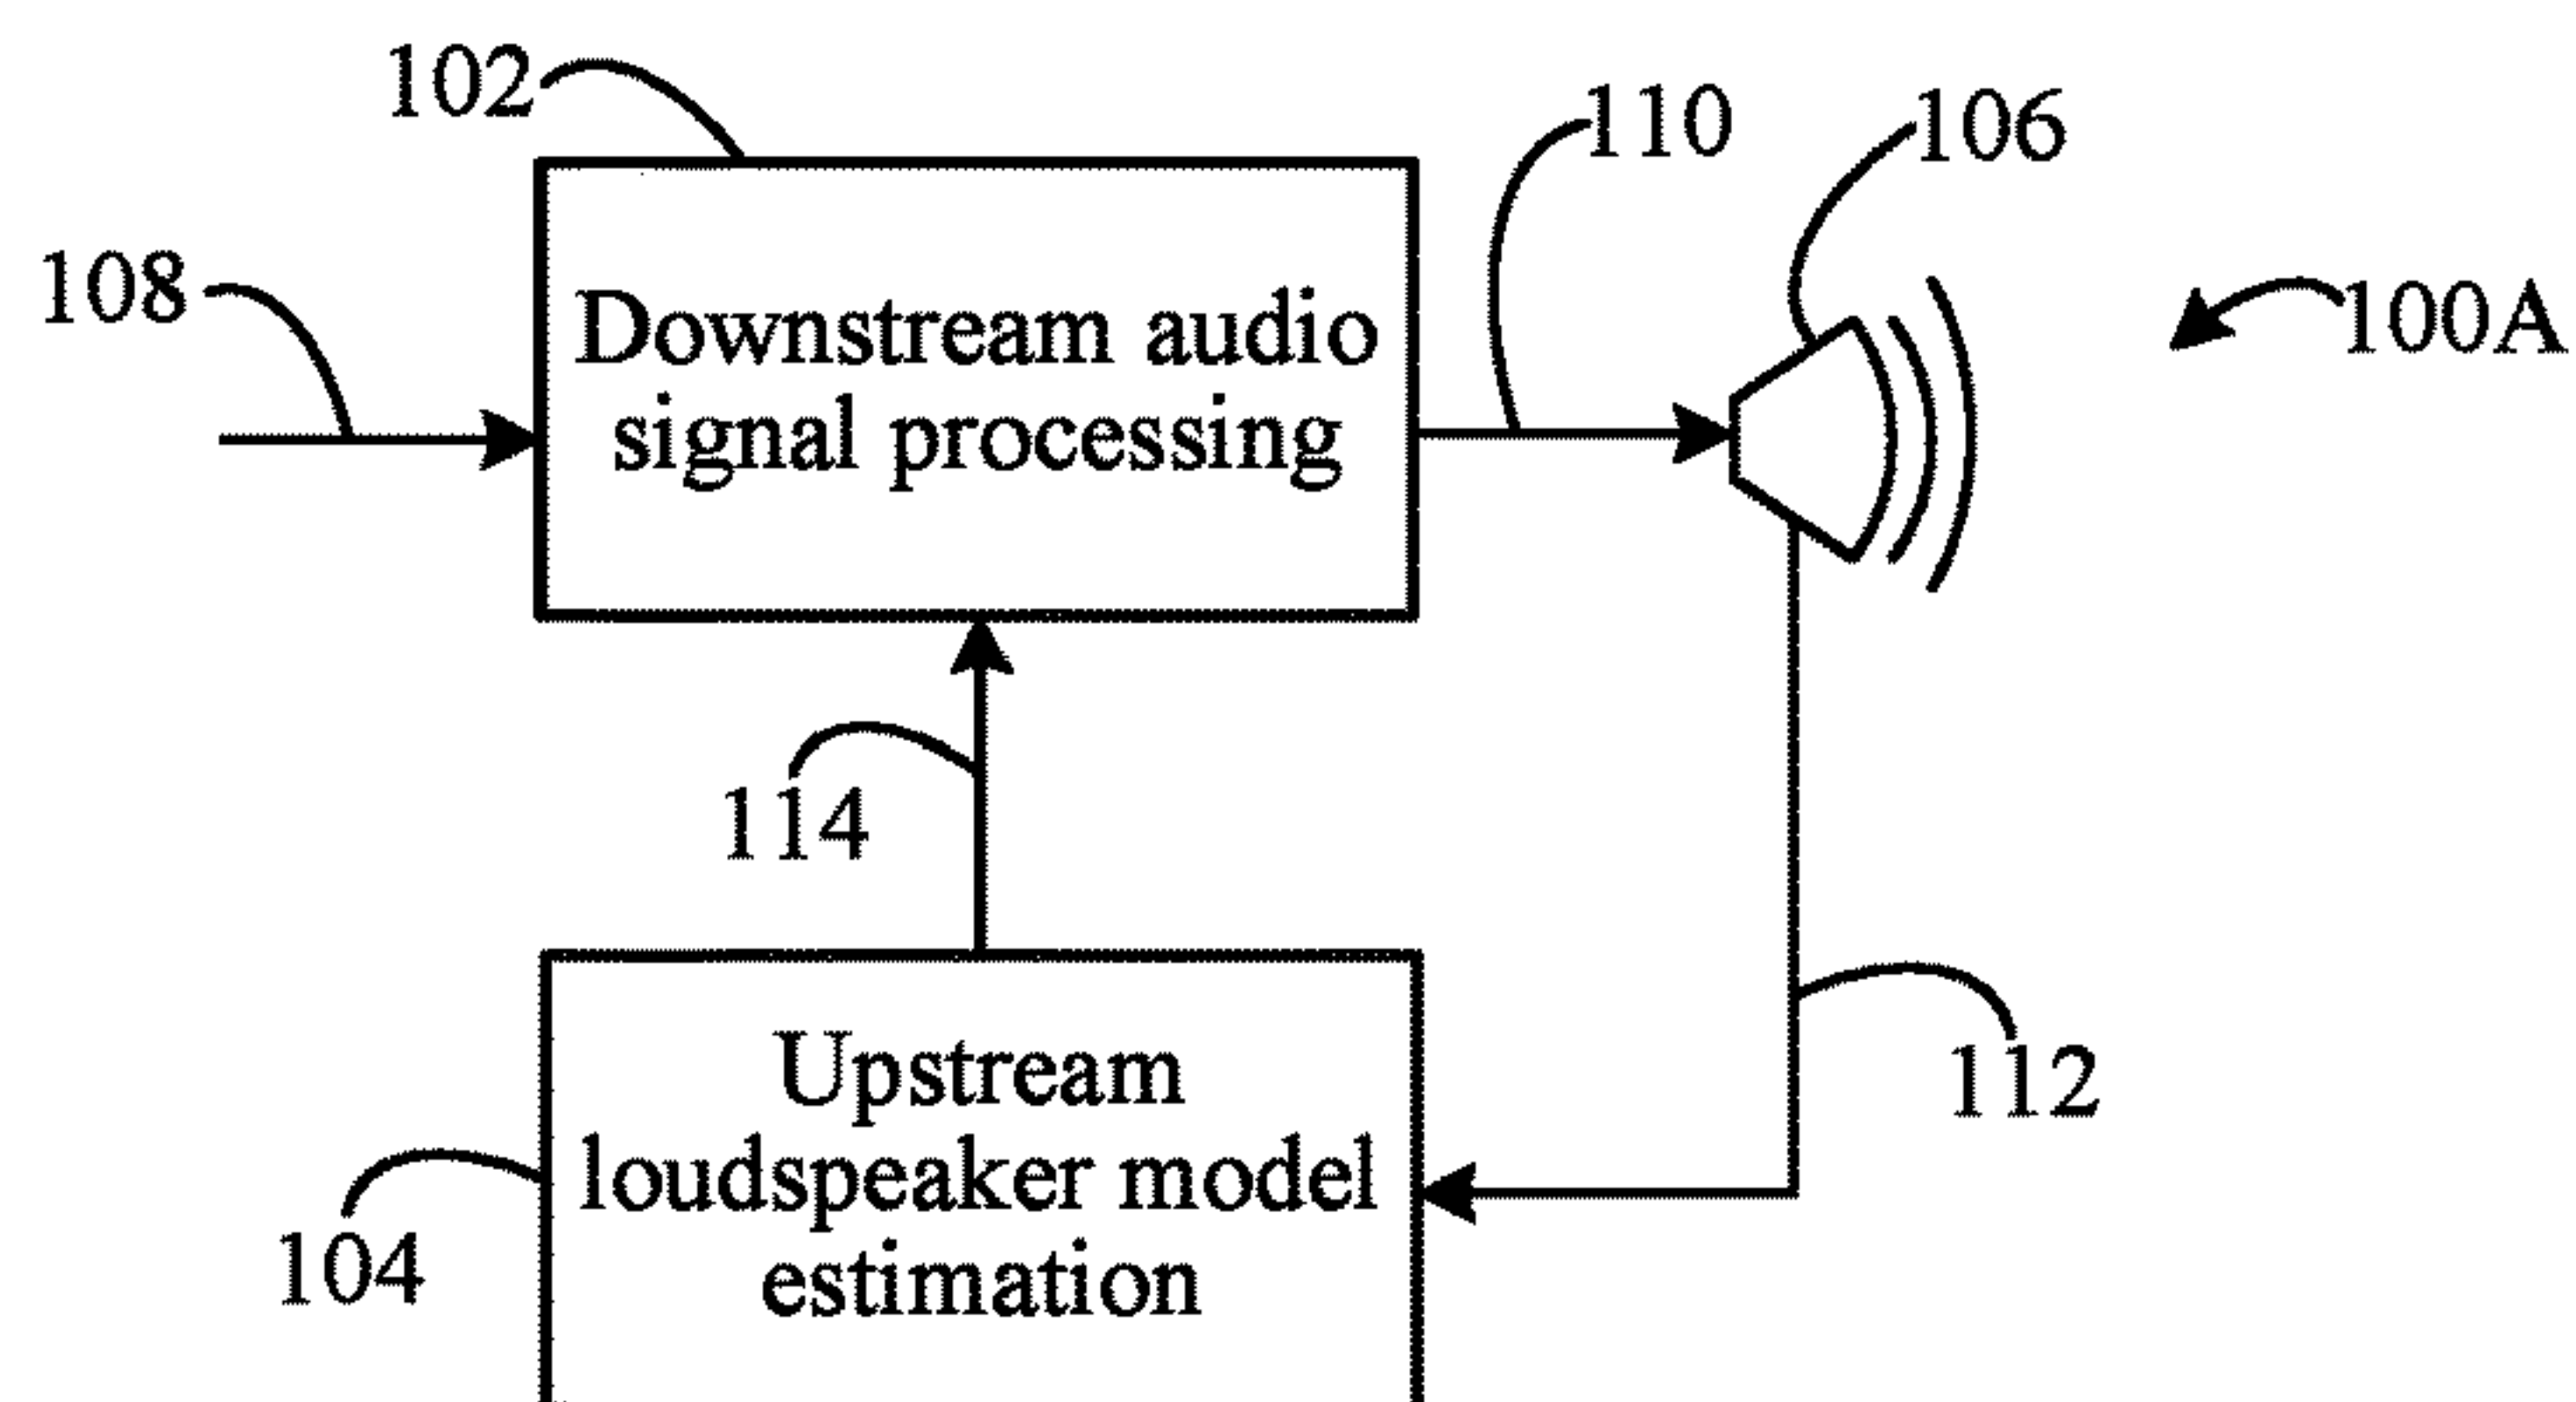 102
110
106
108
100A
Downstream audio
signal processing
114
Upstream
loudspeaker model
estimation
112
104